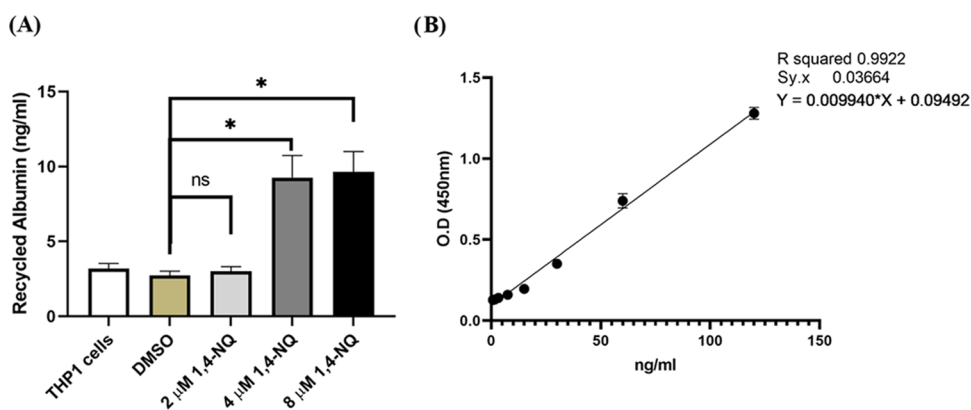 (A)
Recycled Albumin (ng/ml)
15
10
5
0
*
*
ns
THP1 cells
DMSO
2 µM 1,4-NQ
4 µM 1,4-NQ
8 µM 1,4-NQ
(B)
R squared 0.9922
Sy.x 0.03664
Y = 0.009940*X + 0.09492
O.D (450nm)
1.5
1.0
0.5
0.0
0
50
100
150
ng/ml